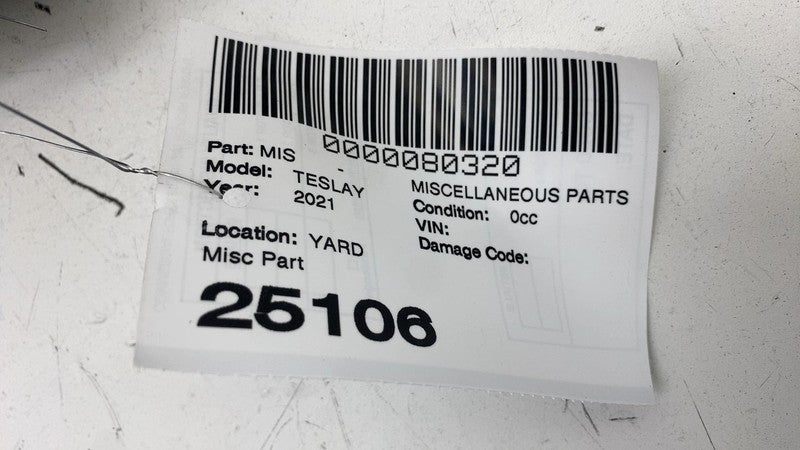 0000080320
Part: MIS - MISCELLANEOUS PARTS
Model: TESLAY Condition: 0cc
Year: 2021 VIN:
Location: YARD Damage Code:
Misc Part
25106